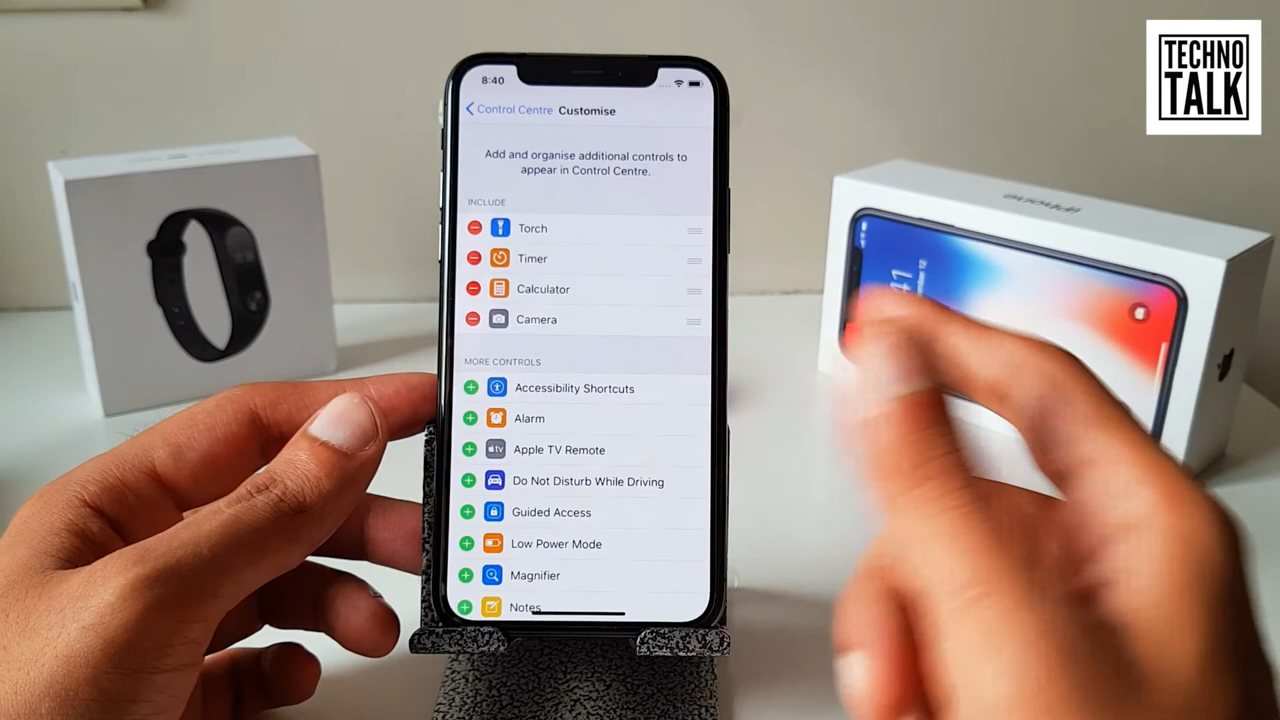 TECHNO
TALK
8:40
Control Centre Customise
Add and organise additional controls to
appear in Control Centre.
INCLUDE
Torch
Timer
Calculator
Camera
MORE CONTROLS
Accessibility Shortcuts
Alarm
tv Apple TV Remote
Do Not Disturb While Driving
Guided Access
Low Power Mode
Magnifier
Notes
iPhone